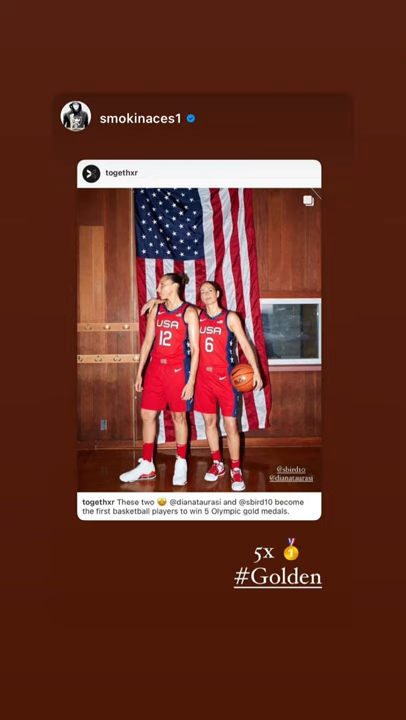 smokinaces1
togethxr
USA USA
12 6
@sbird10
@dianataurasi
togethxr These two 🤩 @dianataurasi and @sbird10 become
the first basketball players to win 5 Olympic gold medals.
5x 🥇
#Golden